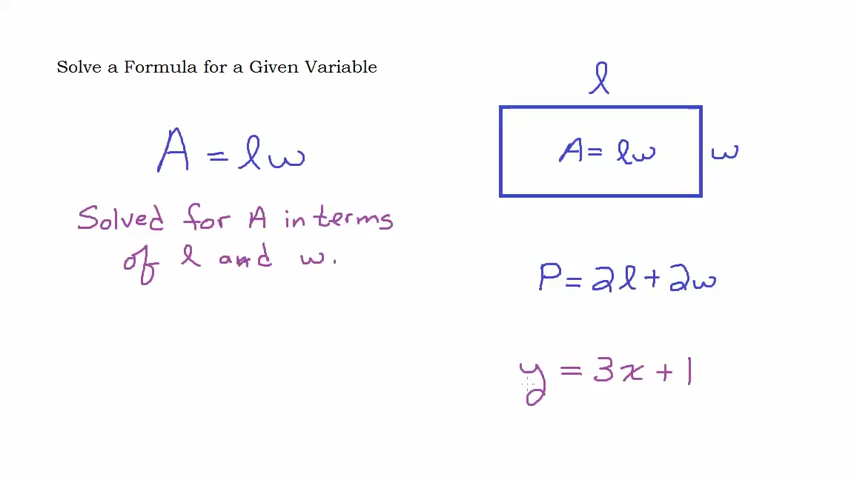 Solve a Formula for a Given Variable
A = lw
Solved for A in terms
of l and w.
l
A = lw
w
P = 2l + 2w
y = 3x + 1